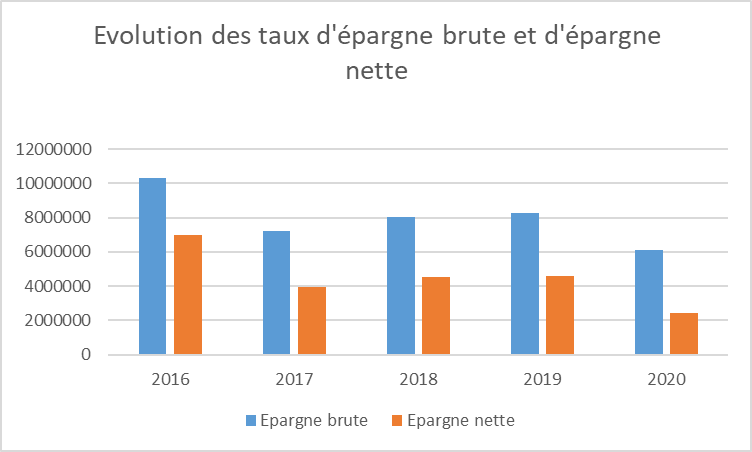 Evolution des taux d'épargne brute et d'épargne
nette
12000000
10000000
8000000
6000000
4000000
2000000
0
2016 2017 2018 2019 2020
Epargne brute Epargne nette